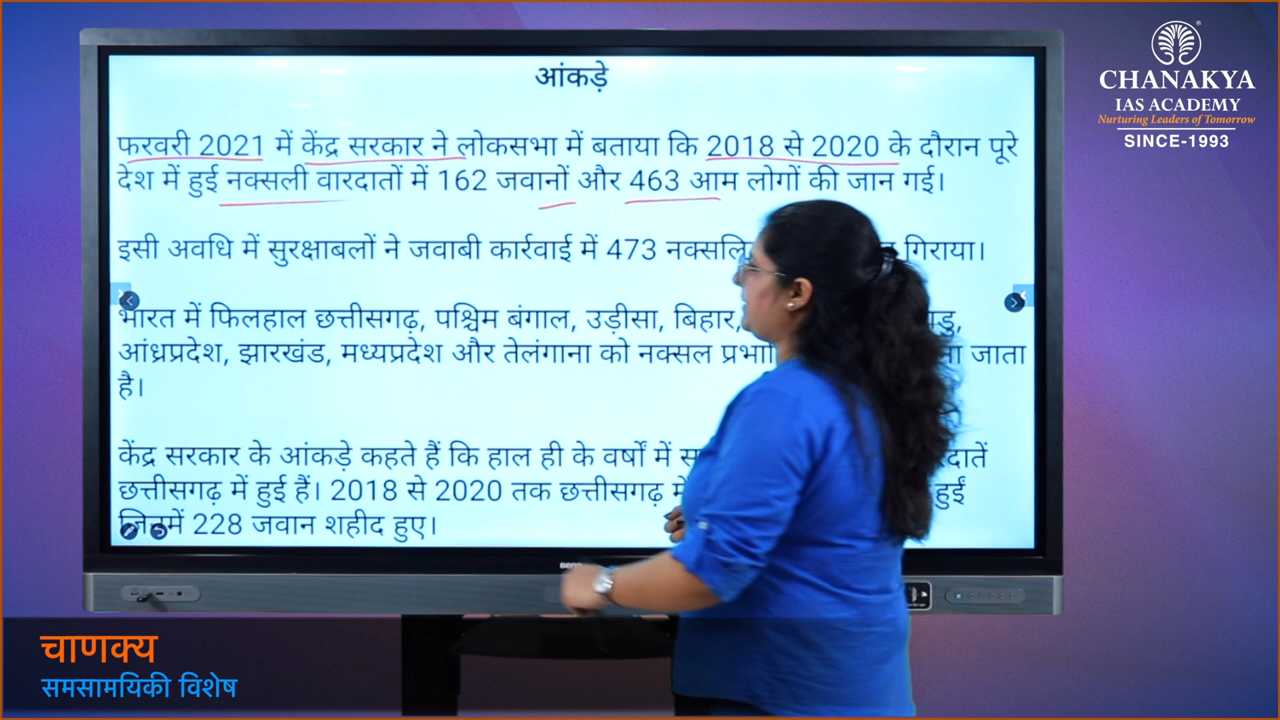 आंकड़े
फरवरी 2021 में केंद्र सरकार ने लोकसभा में बताया कि 2018 से 2020 के दौरान पूरे
देश में हुई नक्सली वारदातों में 162 जवानों और 463 आम लोगों की जान गई।
इसी अवधि में सुरक्षाबलों ने जवाबी कार्रवाई में 473 गिराया।
भारत में फिलहाल छत्तीसगढ़, पश्चिम बंगाल, उड़ीसा, बिहार,
आंध्रप्रदेश, झारखंड, मध्यप्रदेश और तेलंगाना को नक्सल जाता
है।
केंद्र सरकार के आंकड़े कहते हैं कि हाल ही के वर्षों में
छत्तीसगढ़ में हुई हैं। 2018 से 2020 तक छत्तीसगढ़ हुईं
जिनमें 228 जवान शहीद हुए।
CHANAKYA
IAS ACADEMY
Nurturing Leaders of Tomorrow
SINCE-1993
BenQ
चाणक्य
समसामयिकी विशेष